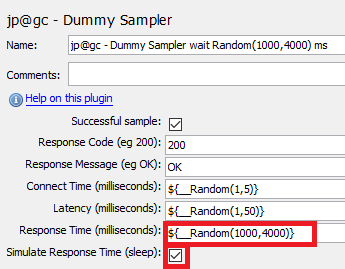 jp@gc - Dummy Sampler
Name: jp@gc - Dummy Sampler wait Random(1000,4000) ms
Comments:
Help on this plugin
Successful sample:
Response Code (eg 200): 200
Response Message (eg OK): OK
Connect Time (milliseconds): ${__Random(1,5)}
Latency (milliseconds): ${__Random(1,50)}
Response Time (milliseconds): ${__Random(1000,4000)}
Simulate Response Time (sleep):